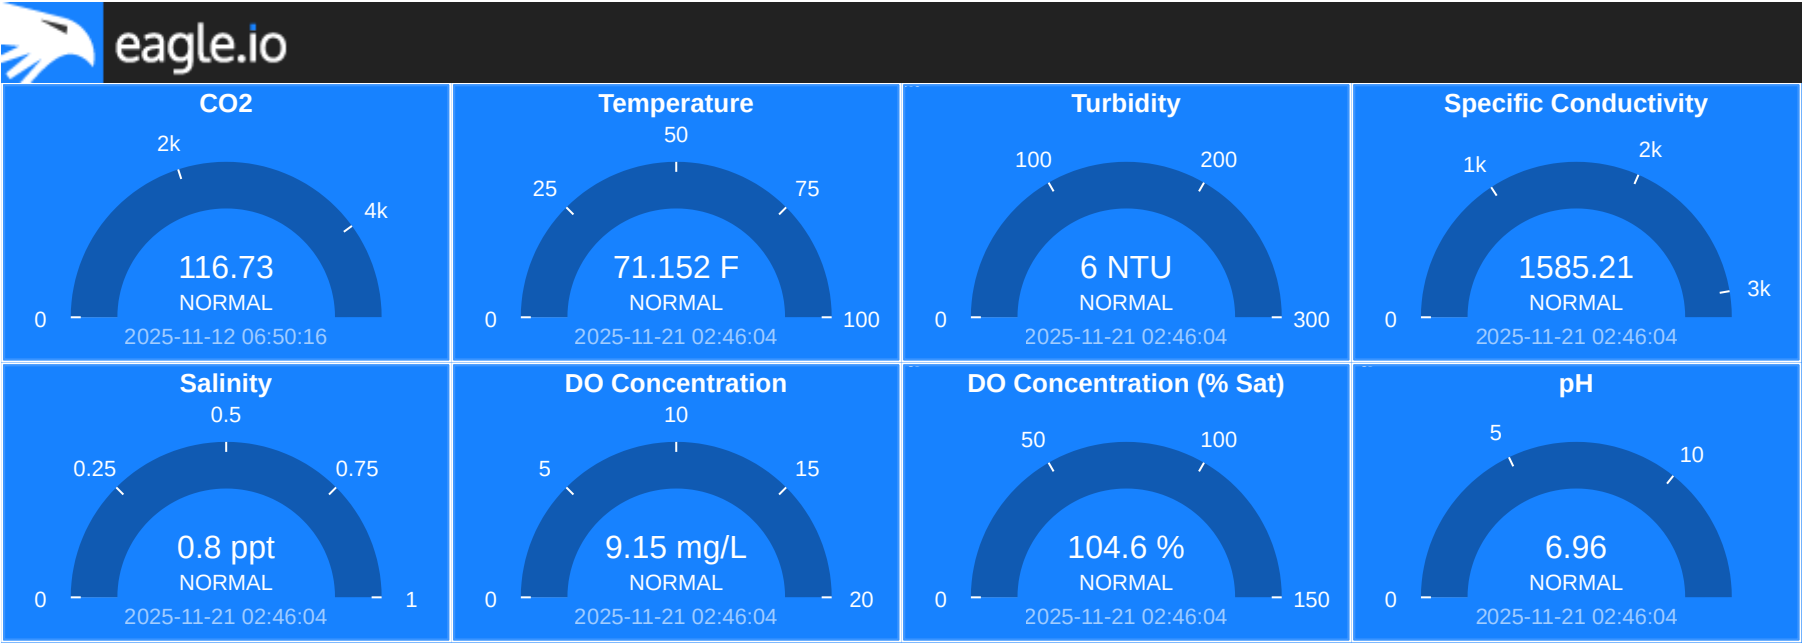 eagle.io
CO2
2k
4k
0
116.73
NORMAL
2025-11-12 06:50:16
Temperature
50
25
75
0
100
71.152 F
NORMAL
2025-11-21 02:46:04
Turbidity
100
200
0
300
6 NTU
NORMAL
2025-11-21 02:46:04
Specific Conductivity
1k
2k
3k
0
1585.21
NORMAL
2025-11-21 02:46:04
Salinity
0.5
0.25
0.75
0
1
0.8 ppt
NORMAL
2025-11-21 02:46:04
DO Concentration
10
5
15
0
20
9.15 mg/L
NORMAL
2025-11-21 02:46:04
DO Concentration (% Sat)
50
100
0
150
104.6 %
NORMAL
2025-11-21 02:46:04
pH
5
10
0
6.96
NORMAL
2025-11-21 02:46:04